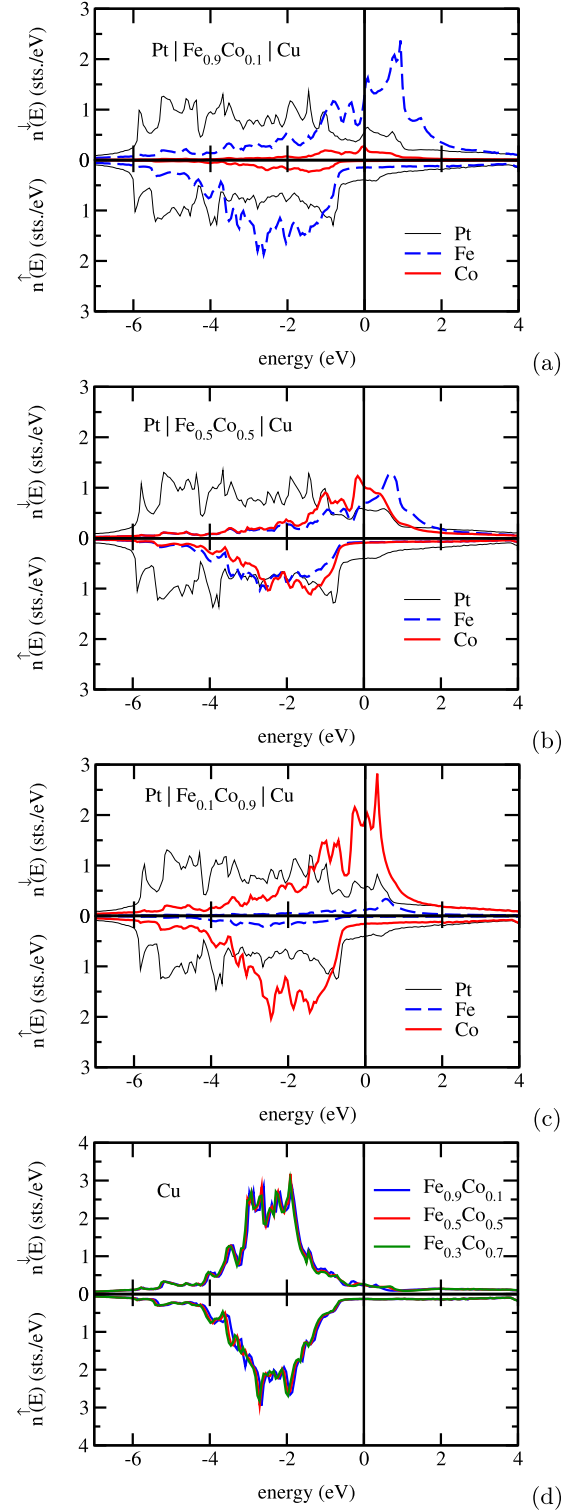 Pt | Fe0.9Co0.1 | Cu
n↓(E) (sts./eV)
n↑(E) (sts./eV)
3
2
1
0
1
2
3
Pt
Fe
Co
-6 -4 -2 0 2 4
energy (eV)
(a)
Pt | Fe0.5Co0.5 | Cu
n↓(E) (sts./eV)
n↑(E) (sts./eV)
3
2
1
0
1
2
3
Pt
Fe
Co
-6 -4 -2 0 2 4
energy (eV)
(b)
Pt | Fe0.1Co0.9 | Cu
n↓(E) (sts./eV)
n↑(E) (sts./eV)
3
2
1
0
1
2
3
Pt
Fe
Co
-6 -4 -2 0 2 4
energy (eV)
(c)
Cu
n↓(E) (sts./eV)
n↑(E) (sts./eV)
4
3
2
1
0
1
2
3
4
Fe0.9Co0.1
Fe0.5Co0.5
Fe0.3Co0.7
-6 -4 -2 0 2 4
energy (eV)
(d)